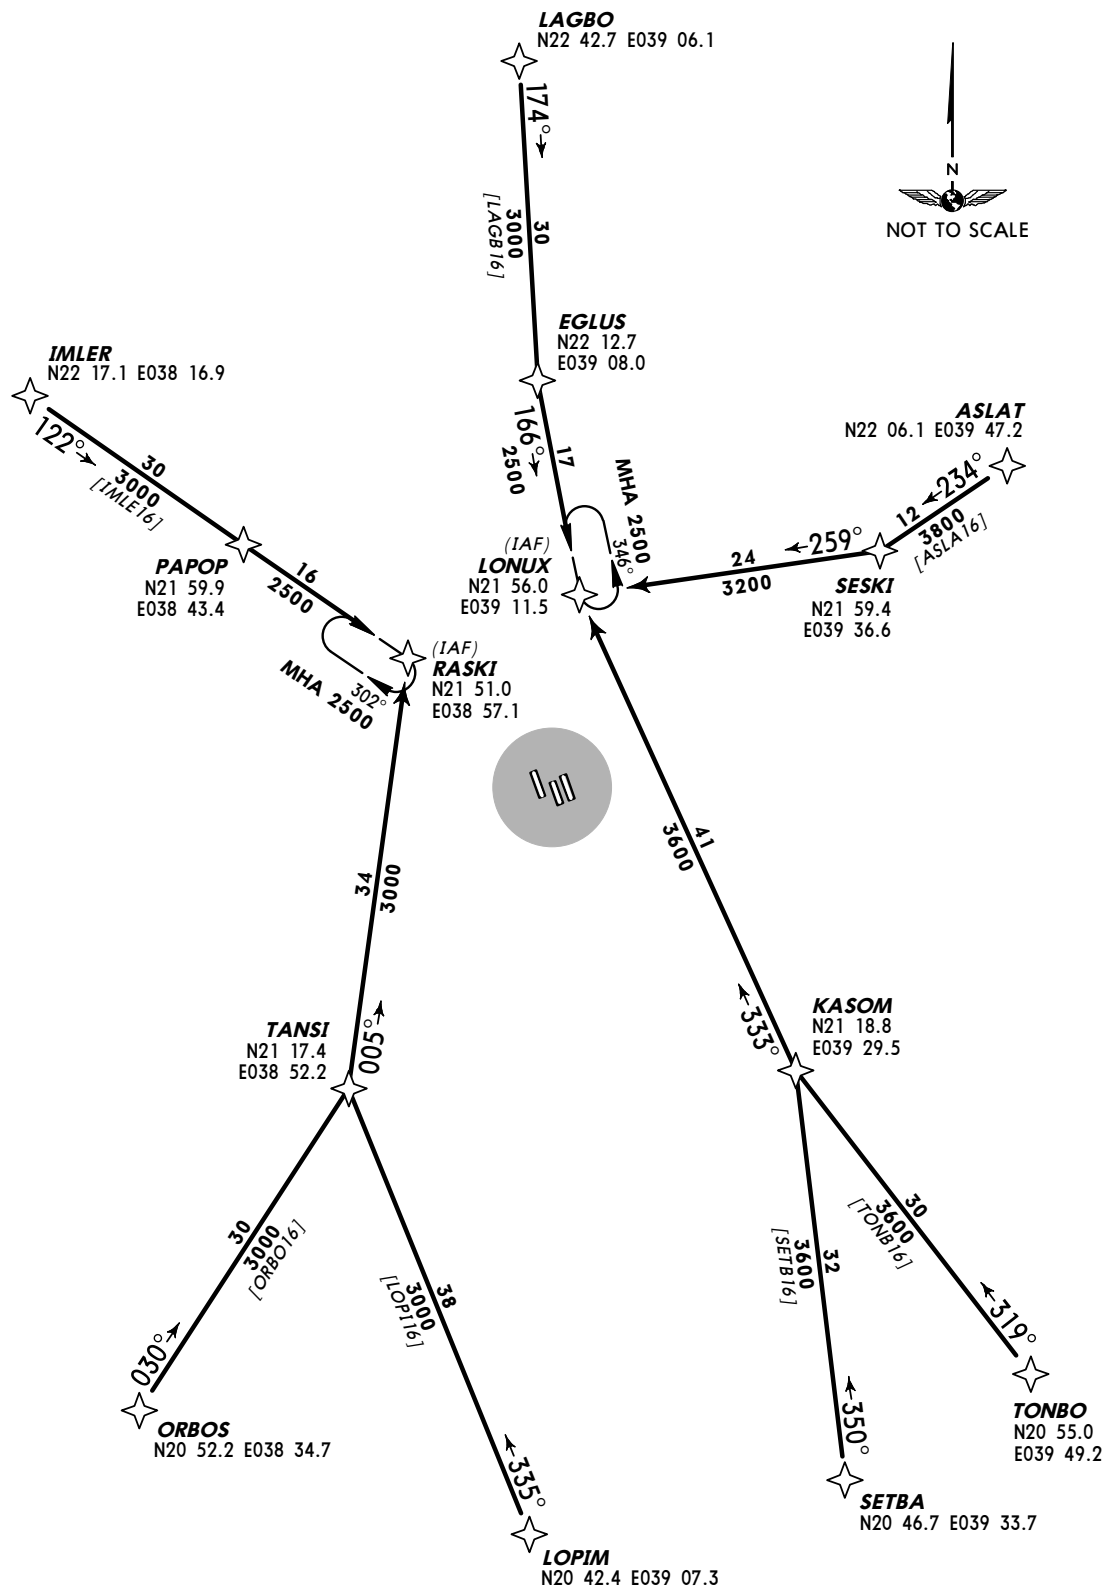 LAGBO
N22 42.7 E039 06.1
174°
30
3000
[LAGB16]
N
NOT TO SCALE
EGLUS
N22 12.7
E039 08.0
IMLER
N22 17.1 E038 16.9
122°
30
3000
[IMLE16]
ASLAT
N22 06.1 E039 47.2
234°
12
3800
[ASLA16]
166°
17
2500
MHA 2500
346°
(IAF)
LONUX
N21 56.0
E039 11.5
259°
24
3200
SESKI
N21 59.4
E039 36.6
PAPOP
N21 59.9
E038 43.4
16
2500
(IAF)
RASKI
N21 51.0
E038 57.1
302°
MHA 2500
41
3600
34
3000
KASOM
N21 18.8
E039 29.5
333°
TANSI
N21 17.4
E038 52.2
005°
30
3000
[ORBO16]
38
3000
[LOPI16]
32
3600
[SETB16]
30
3600
[TONB16]
030°
ORBOS
N20 52.2 E038 34.7
319°
TONBO
N20 55.0
E039 49.2
350°
SETBA
N20 46.7 E039 33.7
335°
LOPIM
N20 42.4 E039 07.3